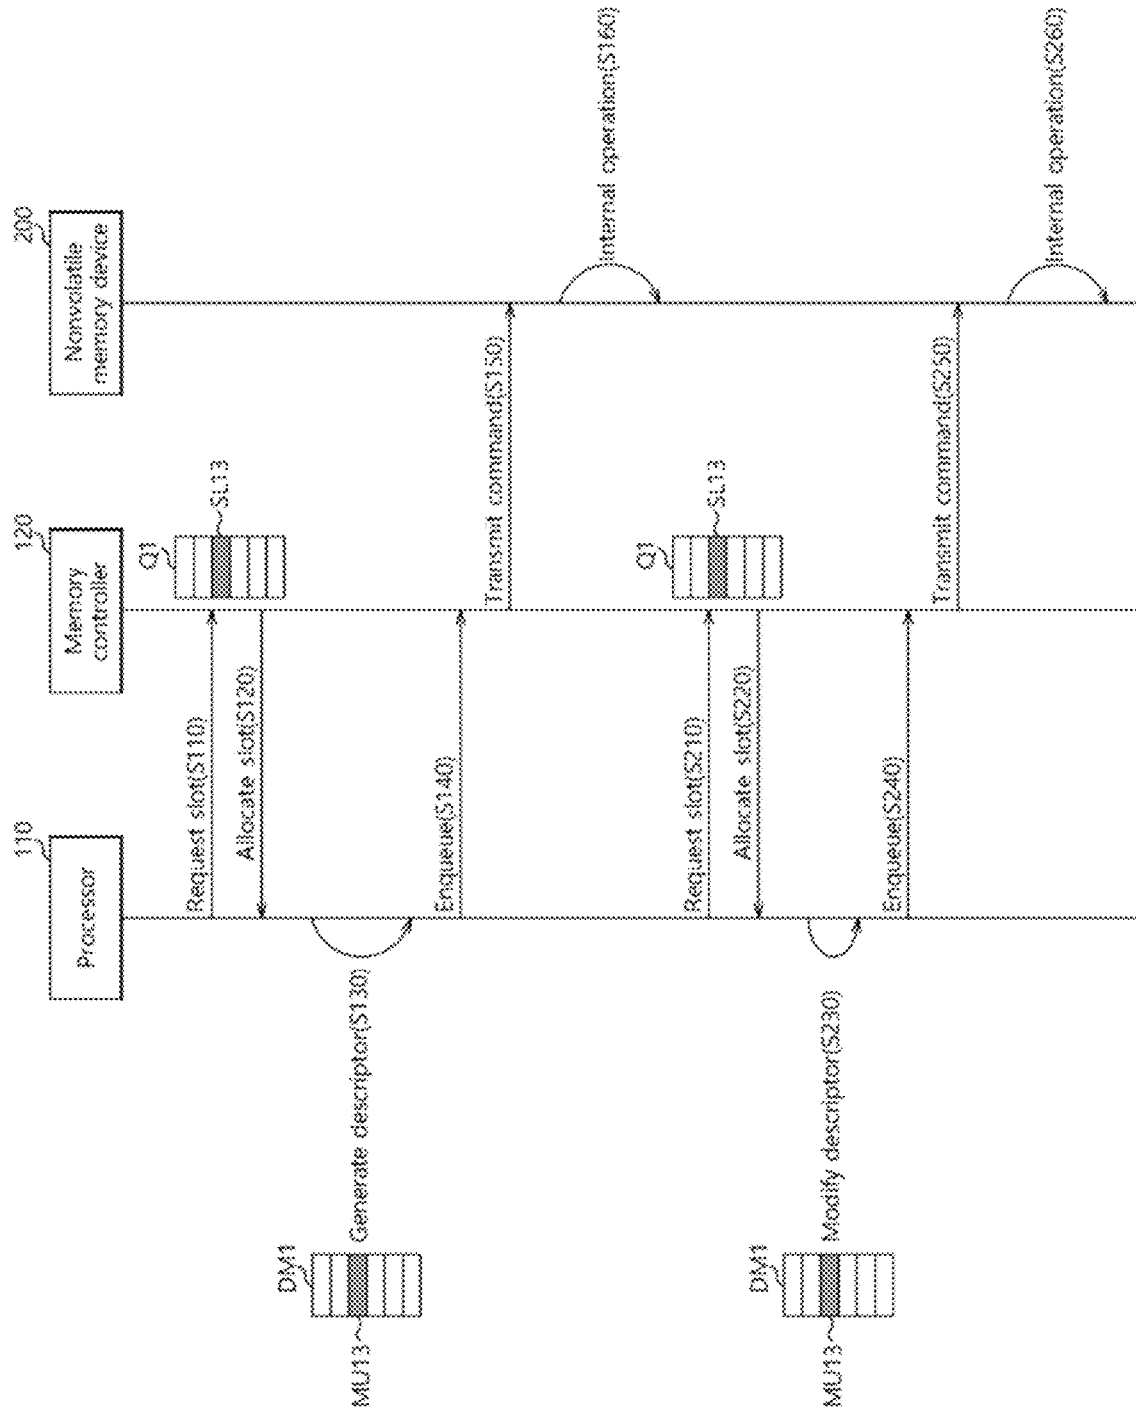 110
Processor
120
Memory
controller
200
Nonvolatile
memory device
Q1
SL13
Request slot(S110)
Allocate slot(S120)
DM1
MU13
Generate descriptor(S130)
Enqueue(S140)
Transmit command(S150)
Internal operation(S160)
Q1
SL13
Request slot(S210)
Allocate slot(S220)
DM1
MU13
Modify descriptor(S230)
Enqueue(S240)
Transmit command(S250)
Internal operation(S260)